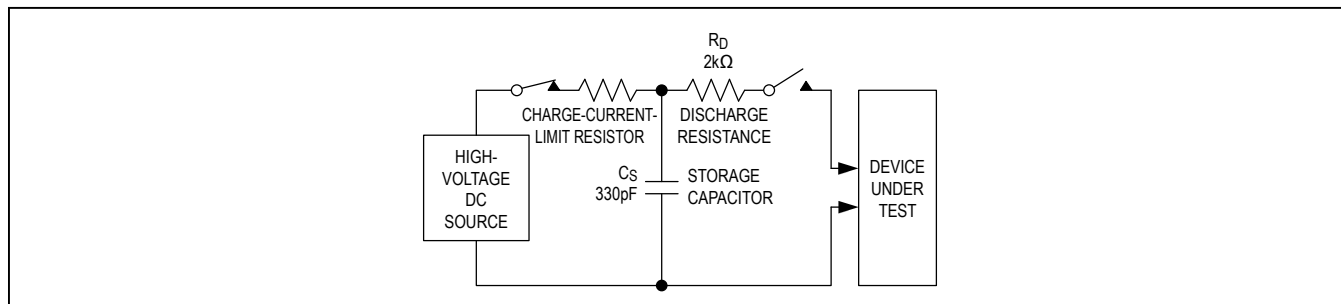 R_D
2kΩ
CHARGE-CURRENT-
LIMIT RESISTOR
DISCHARGE
RESISTANCE
HIGH-
VOLTAGE
DC
SOURCE
C_S
330pF
STORAGE
CAPACITOR
DEVICE
UNDER
TEST